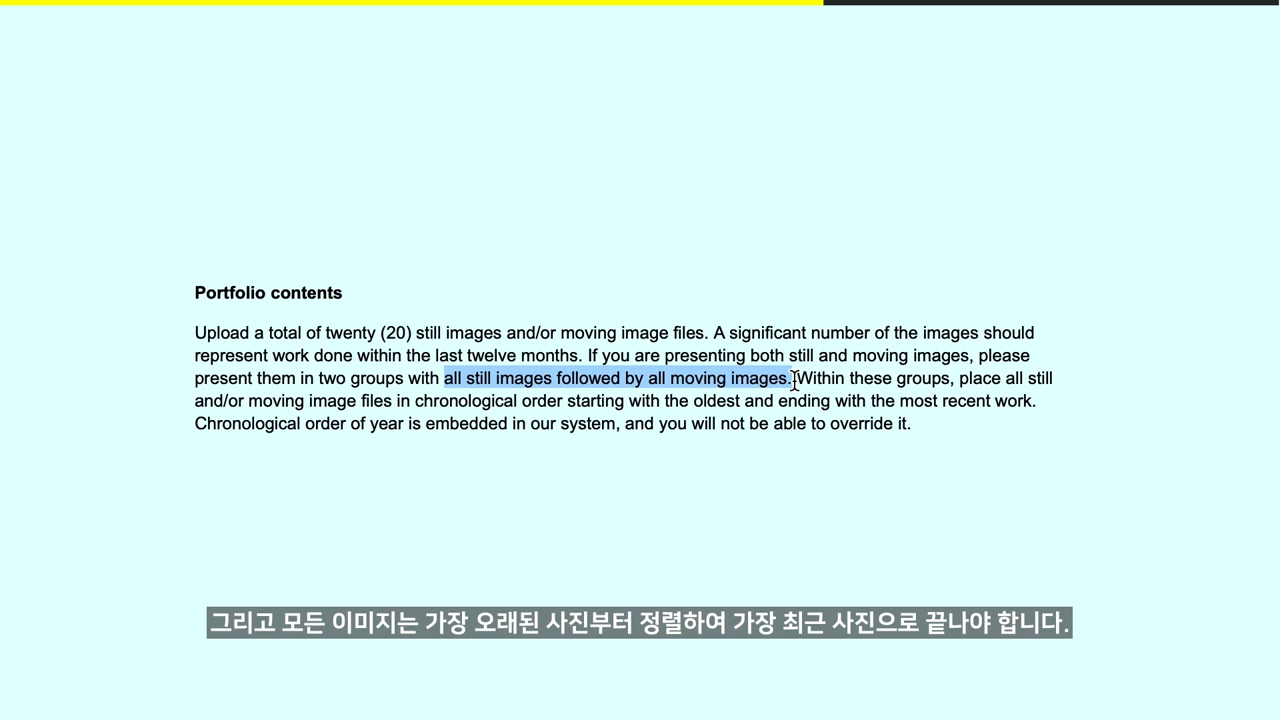 Portfolio contents
Upload a total of twenty (20) still images and/or moving image files. A significant number of the images should
represent work done within the last twelve months. If you are presenting both still and moving images, please
present them in two groups with all still images followed by all moving images. Within these groups, place all still
and/or moving image files in chronological order starting with the oldest and ending with the most recent work.
Chronological order of year is embedded in our system, and you will not be able to override it.
그리고 모든 이미지는 가장 오래된 사진부터 정렬하여 가장 최근 사진으로 끝나야 합니다.